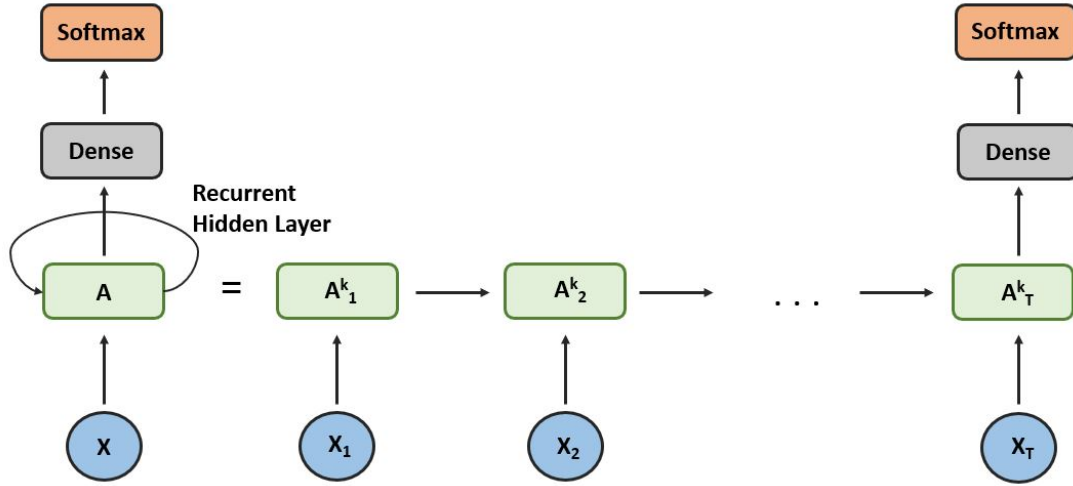 Softmax
Softmax
Dense
Dense
Recurrent
Hidden Layer
A
=
A^k_1
A^k_2
. . .
A^k_T
X
X_1
X_2
X_T